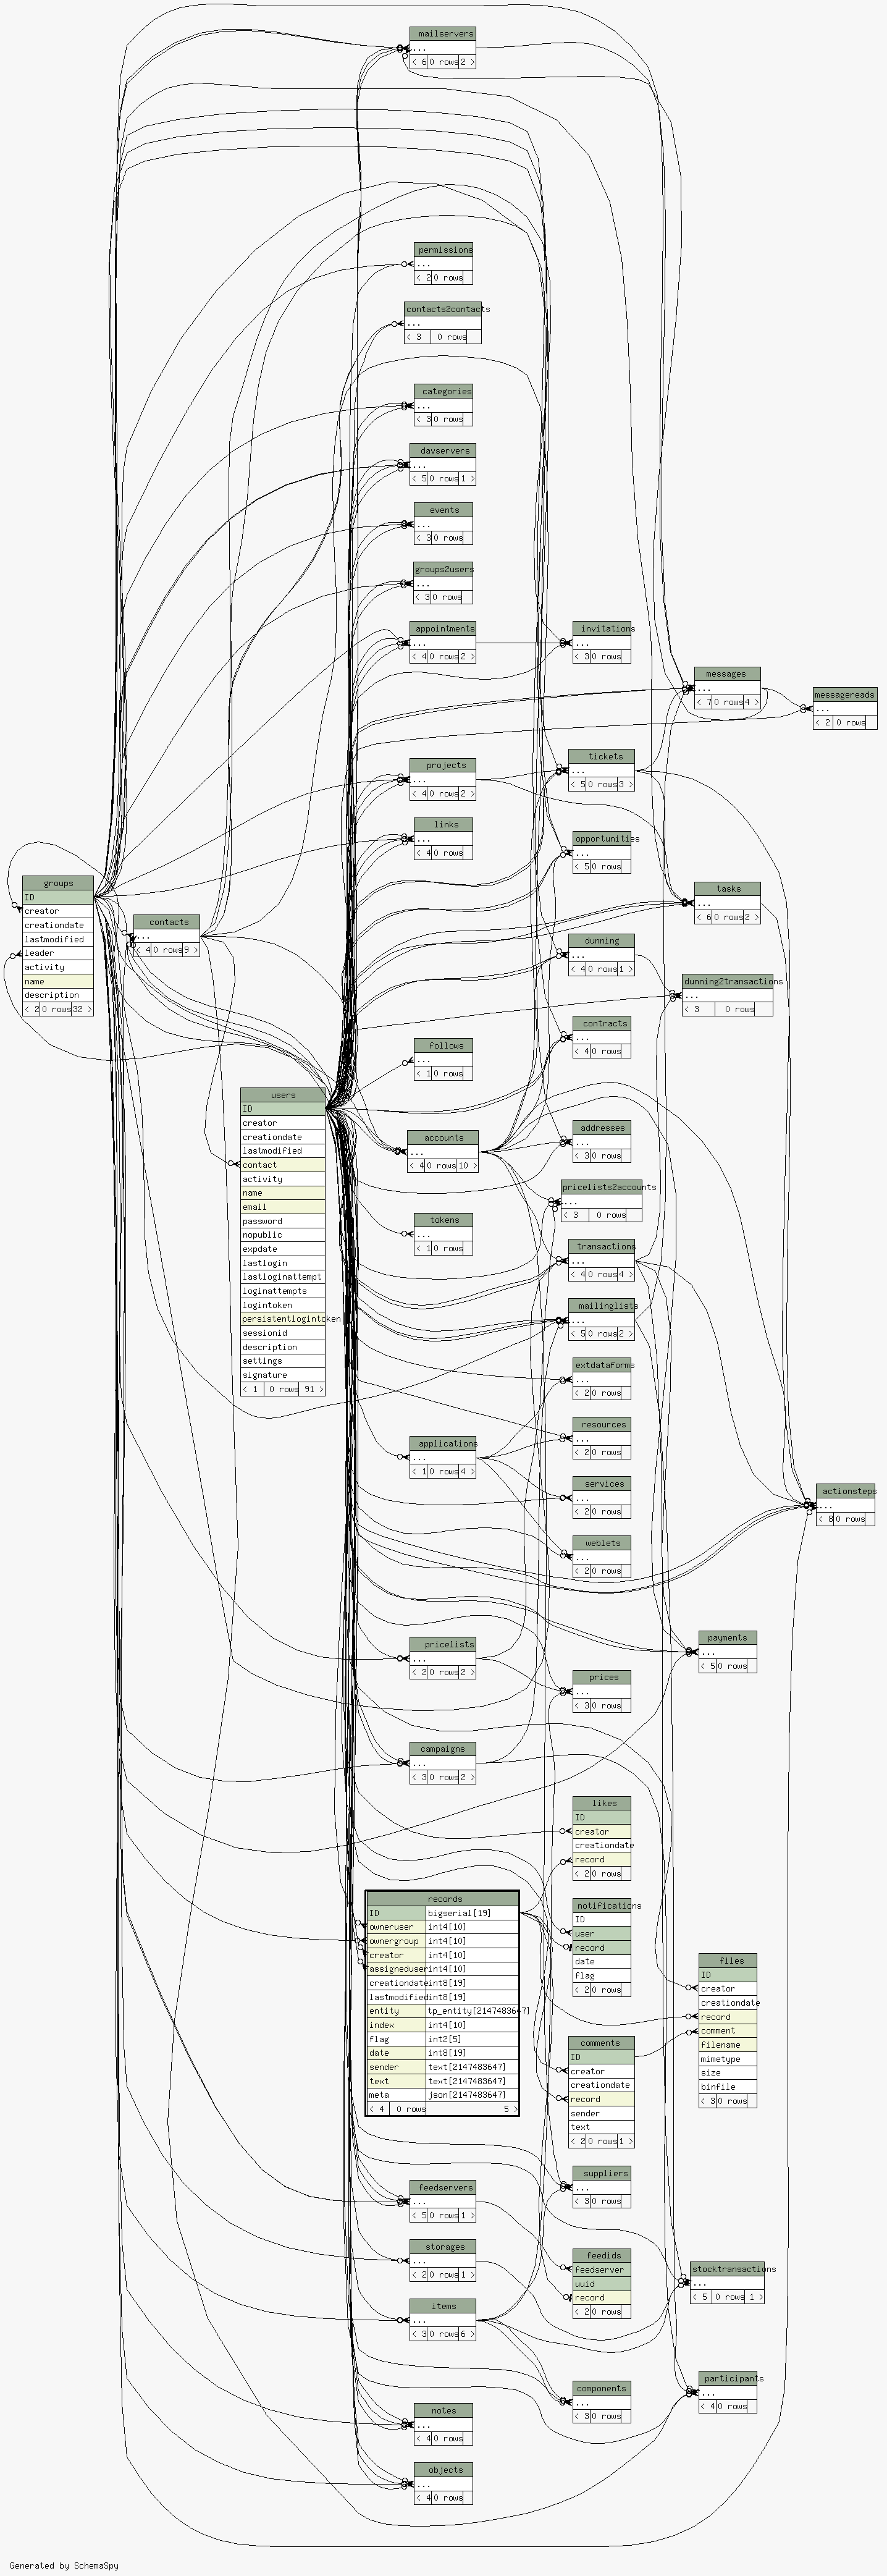 mailservers
...
< 6 0 rows 2 >
permissions
...
< 2 0 rows
contacts2contacts
...
< 3 0 rows
categories
...
< 3 0 rows
davservers
...
< 5 0 rows 1 >
events
...
< 3 0 rows
groups2users
...
< 3 0 rows
appointments
...
< 4 0 rows 2 >
invitations
...
< 3 0 rows
messages
...
< 7 0 rows 4 >
messagereads
...
< 2 0 rows
projects
...
< 4 0 rows 2 >
tickets
...
< 5 0 rows 3 >
links
...
< 4 0 rows
opportunities
...
< 5 0 rows
groups
ID
creator
creationdate
lastmodified
leader
activity
name
description
< 2 0 rows 32 >
contacts
...
< 4 0 rows 9 >
tasks
...
< 6 0 rows 2 >
dunning
...
< 4 0 rows 1 >
dunning2transactions
...
< 3 0 rows
contracts
...
< 4 0 rows
follows
...
< 1 0 rows
users
ID
creator
creationdate
lastmodified
contact
activity
name
email
password
nopublic
expdate
lastlogin
lastloginattempt
loginattempts
logintoken
persistentlogintoken
sessionid
description
settings
signature
< 1 0 rows 91 >
accounts
...
< 4 0 rows 10 >
addresses
...
< 3 0 rows
pricelists2accounts
...
< 3 0 rows
tokens
...
< 1 0 rows
transactions
...
< 4 0 rows 4 >
mailinglists
...
< 5 0 rows 2 >
extdataforms
...
< 2 0 rows
resources
...
< 2 0 rows
applications
...
< 1 0 rows 4 >
services
...
< 2 0 rows
actionsteps
...
< 8 0 rows
weblets
...
< 2 0 rows
payments
...
< 5 0 rows
pricelists
...
< 2 0 rows 2 >
prices
...
< 3 0 rows
campaigns
...
< 3 0 rows 2 >
likes
ID
creator
creationdate
record
< 2 0 rows
records
ID bigserial[19]
owneruser int4[10]
ownergroup int4[10]
creator int4[10]
assigneduser int4[10]
creationdate int8[19]
lastmodified int8[19]
entity tp_entity[2147483647]
index int4[10]
flag int2[5]
date int8[19]
sender text[2147483647]
text text[2147483647]
meta json[2147483647]
< 4 0 rows 5 >
notifications
ID
user
record
date
flag
< 2 0 rows
files
ID
creator
creationdate
record
comment
filename
mimetype
size
binfile
< 3 0 rows
comments
ID
creator
creationdate
record
sender
text
< 2 0 rows 1 >
suppliers
...
< 3 0 rows
feedservers
...
< 5 0 rows 1 >
storages
...
< 2 0 rows 1 >
feedids
feedserver
uuid
record
< 2 0 rows
stocktransactions
...
< 5 0 rows 1 >
items
...
< 3 0 rows 6 >
participants
...
< 4 0 rows
components
...
< 3 0 rows
notes
...
< 4 0 rows
objects
...
< 4 0 rows
Generated by SchemaSpy